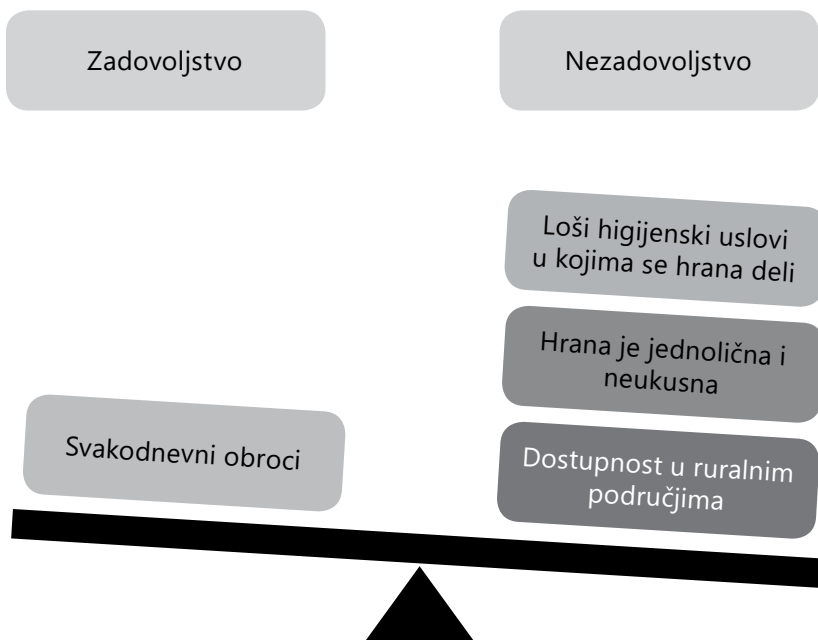 Zadovoljstvo
Nezadovoljstvo
Loši higijenski uslovi
u kojima se hrana deli
Hrana je jednolična i
neukusna
Svakodnevni obroci
Dostupnost u ruralnim
područjima